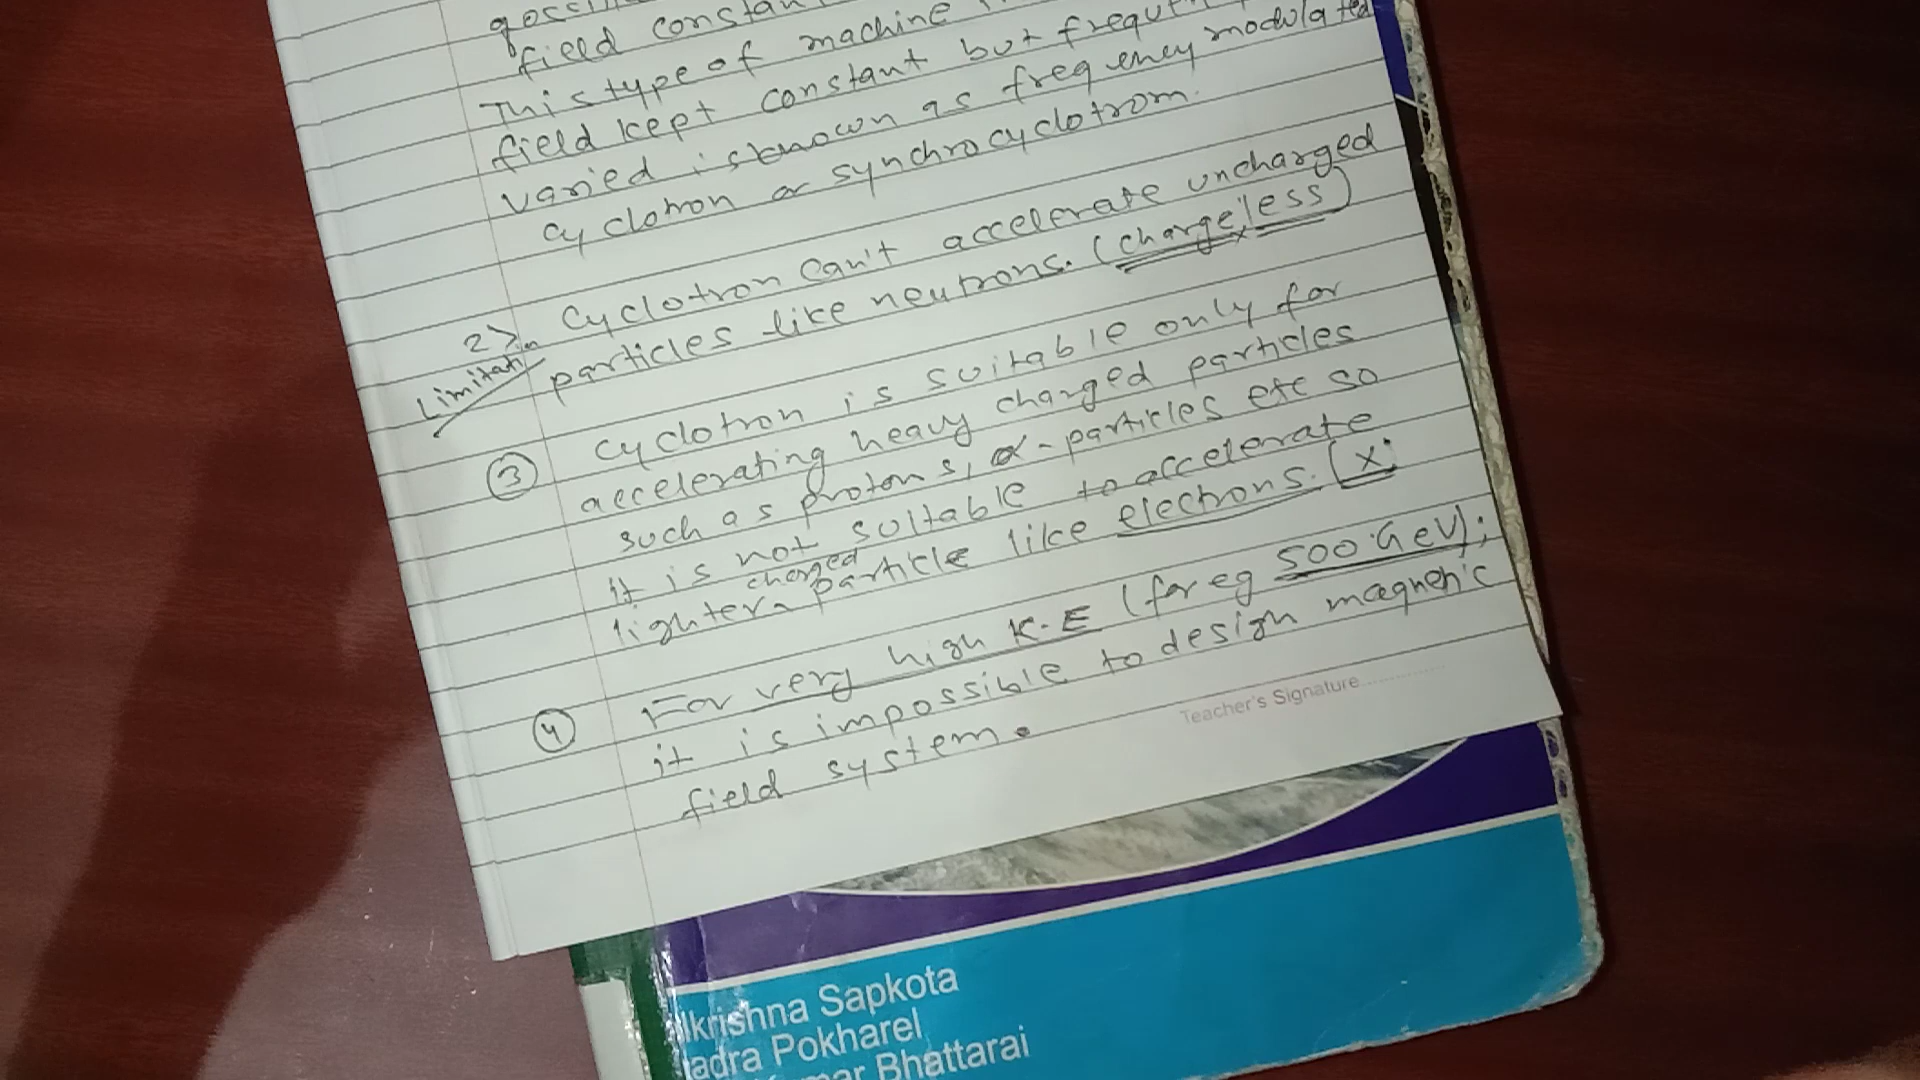 field constan
This type of machine
field kept constant but frequ
varied is known as frequency modulated
cyclotron or synchrocyclotrom.
2> Cyclotron can't accelerate uncharged
Limitatn
particles like neutrons. (chargeless)
③ Cyclotron is suitable only for
accelerating heavy charged particles
such as protons, α-particles etc so
it is not suitable to accelerate
lighter charged particle like electrons. (x)
④ For very high K.E (for eg 500 GeV);
it is impossible to design magnetic
field system.
Teacher's Signature
lkrishna Sapkota
adra Pokharel
mar Bhattarai